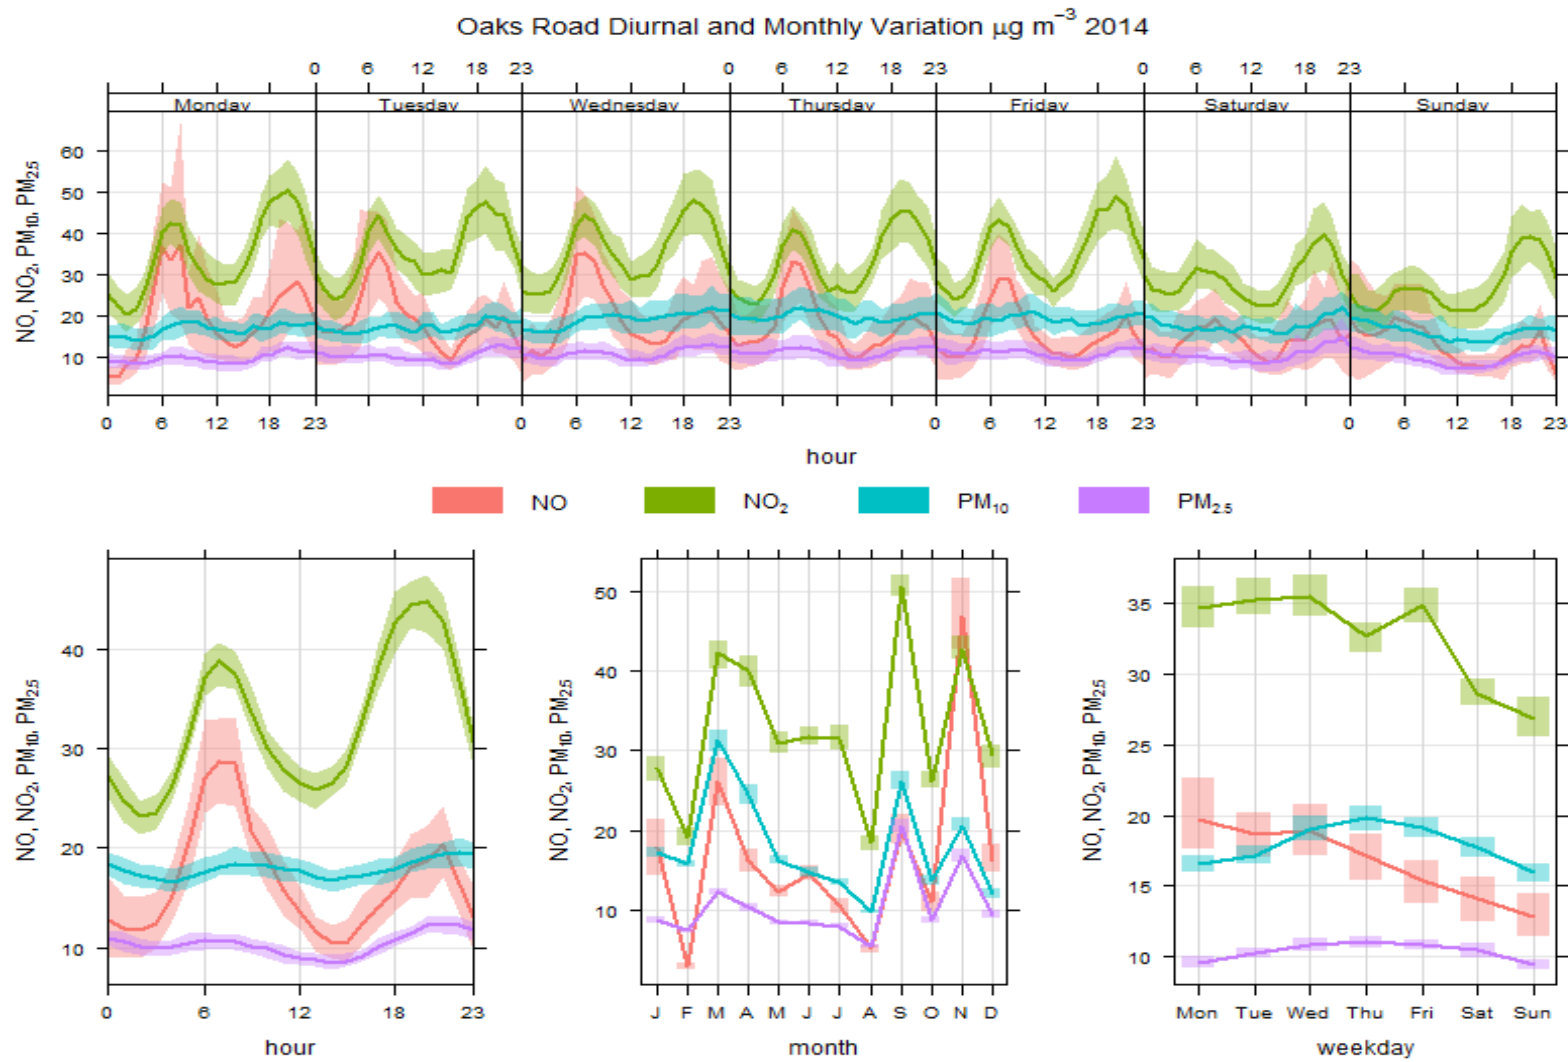 Oaks Road Diurnal and Monthly Variation μg m⁻³ 2014
0 6 12 18 23 0 6 12 18 23 0 6 12 18 23
Monday Tuesday Wednesday Thursday Friday Saturday Sunday
NO, NO₂, PM₁₀, PM₂.₅
60
50
40
30
20
10
0 6 12 18 23 0 6 12 18 23 0 6 12 18 23 0 6 12 18 23
hour
NO NO₂ PM₁₀ PM₂.₅
NO, NO₂, PM₁₀, PM₂.₅
40
30
20
10
0 6 12 18 23
hour
NO, NO₂, PM₁₀, PM₂.₅
50
40
30
20
10
J F M A M J J A S O N D
month
NO, NO₂, PM₁₀, PM₂.₅
35
30
25
20
15
10
Mon Tue Wed Thu Fri Sat Sun
weekday